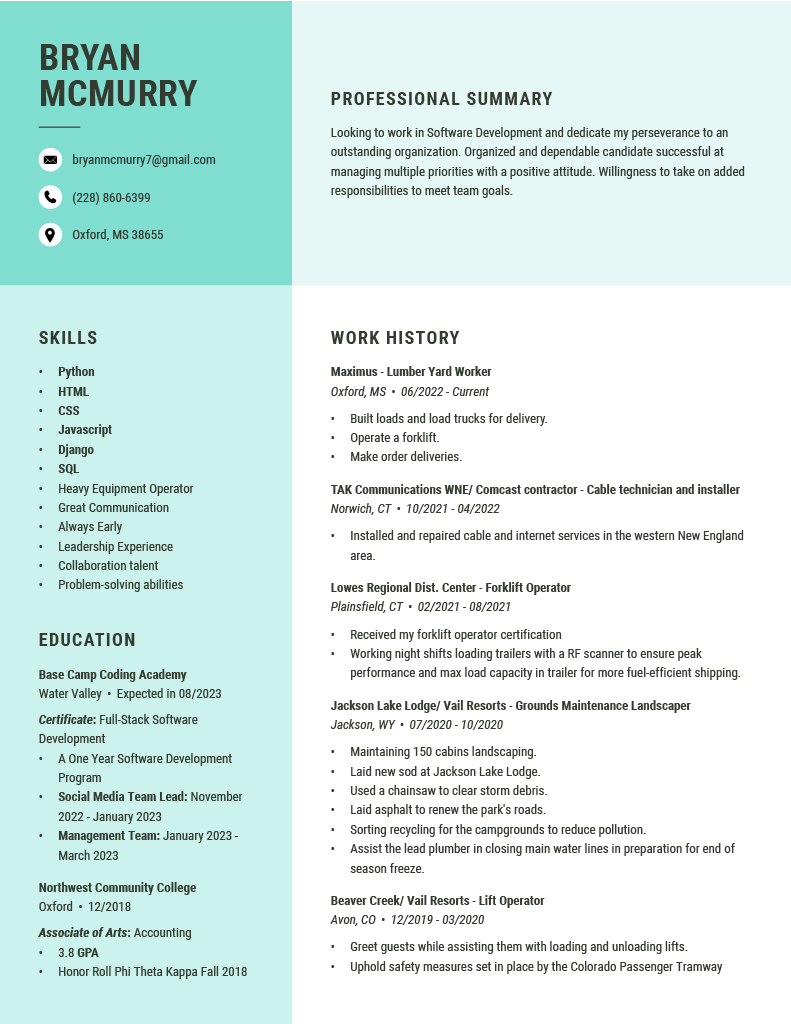 BRYAN
MCMURRY
bryanmcmurry7@gmail.com
(228) 860-6399
Oxford, MS 38655
PROFESSIONAL SUMMARY
Looking to work in Software Development and dedicate my perseverance to an
outstanding organization. Organized and dependable candidate successful at
managing multiple priorities with a positive attitude. Willingness to take on added
responsibilities to meet team goals.
SKILLS
• Python
• HTML
• CSS
• Javascript
• Django
• SQL
• Heavy Equipment Operator
• Great Communication
• Always Early
• Leadership Experience
• Collaboration talent
• Problem-solving abilities
EDUCATION
Base Camp Coding Academy
Water Valley • Expected in 08/2023
Certificate: Full-Stack Software
Development
• A One Year Software Development
Program
• Social Media Team Lead: November
2022 - January 2023
• Management Team: January 2023 -
March 2023
Northwest Community College
Oxford • 12/2018
Associate of Arts: Accounting
• 3.8 GPA
• Honor Roll Phi Theta Kappa Fall 2018
WORK HISTORY
Maximus - Lumber Yard Worker
Oxford, MS • 06/2022 - Current
• Built loads and load trucks for delivery.
• Operate a forklift.
• Make order deliveries.
TAK Communications WNE/ Comcast contractor - Cable technician and installer
Norwich, CT • 10/2021 - 04/2022
• Installed and repaired cable and internet services in the western New England
area.
Lowes Regional Dist. Center - Forklift Operator
Plainsfield, CT • 02/2021 - 08/2021
• Received my forklift operator certification
• Working night shifts loading trailers with a RF scanner to ensure peak
performance and max load capacity in trailer for more fuel-efficient shipping.
Jackson Lake Lodge/ Vail Resorts - Grounds Maintenance Landscaper
Jackson, WY • 07/2020 - 10/2020
• Maintaining 150 cabins landscaping.
• Laid new sod at Jackson Lake Lodge.
• Used a chainsaw to clear storm debris.
• Laid asphalt to renew the park's roads.
• Sorting recycling for the campgrounds to reduce pollution.
• Assist the lead plumber in closing main water lines in preparation for end of
season freeze.
Beaver Creek/ Vail Resorts - Lift Operator
Avon, CO • 12/2019 - 03/2020
• Greet guests while assisting them with loading and unloading lifts.
• Uphold safety measures set in place by the Colorado Passenger Tramway